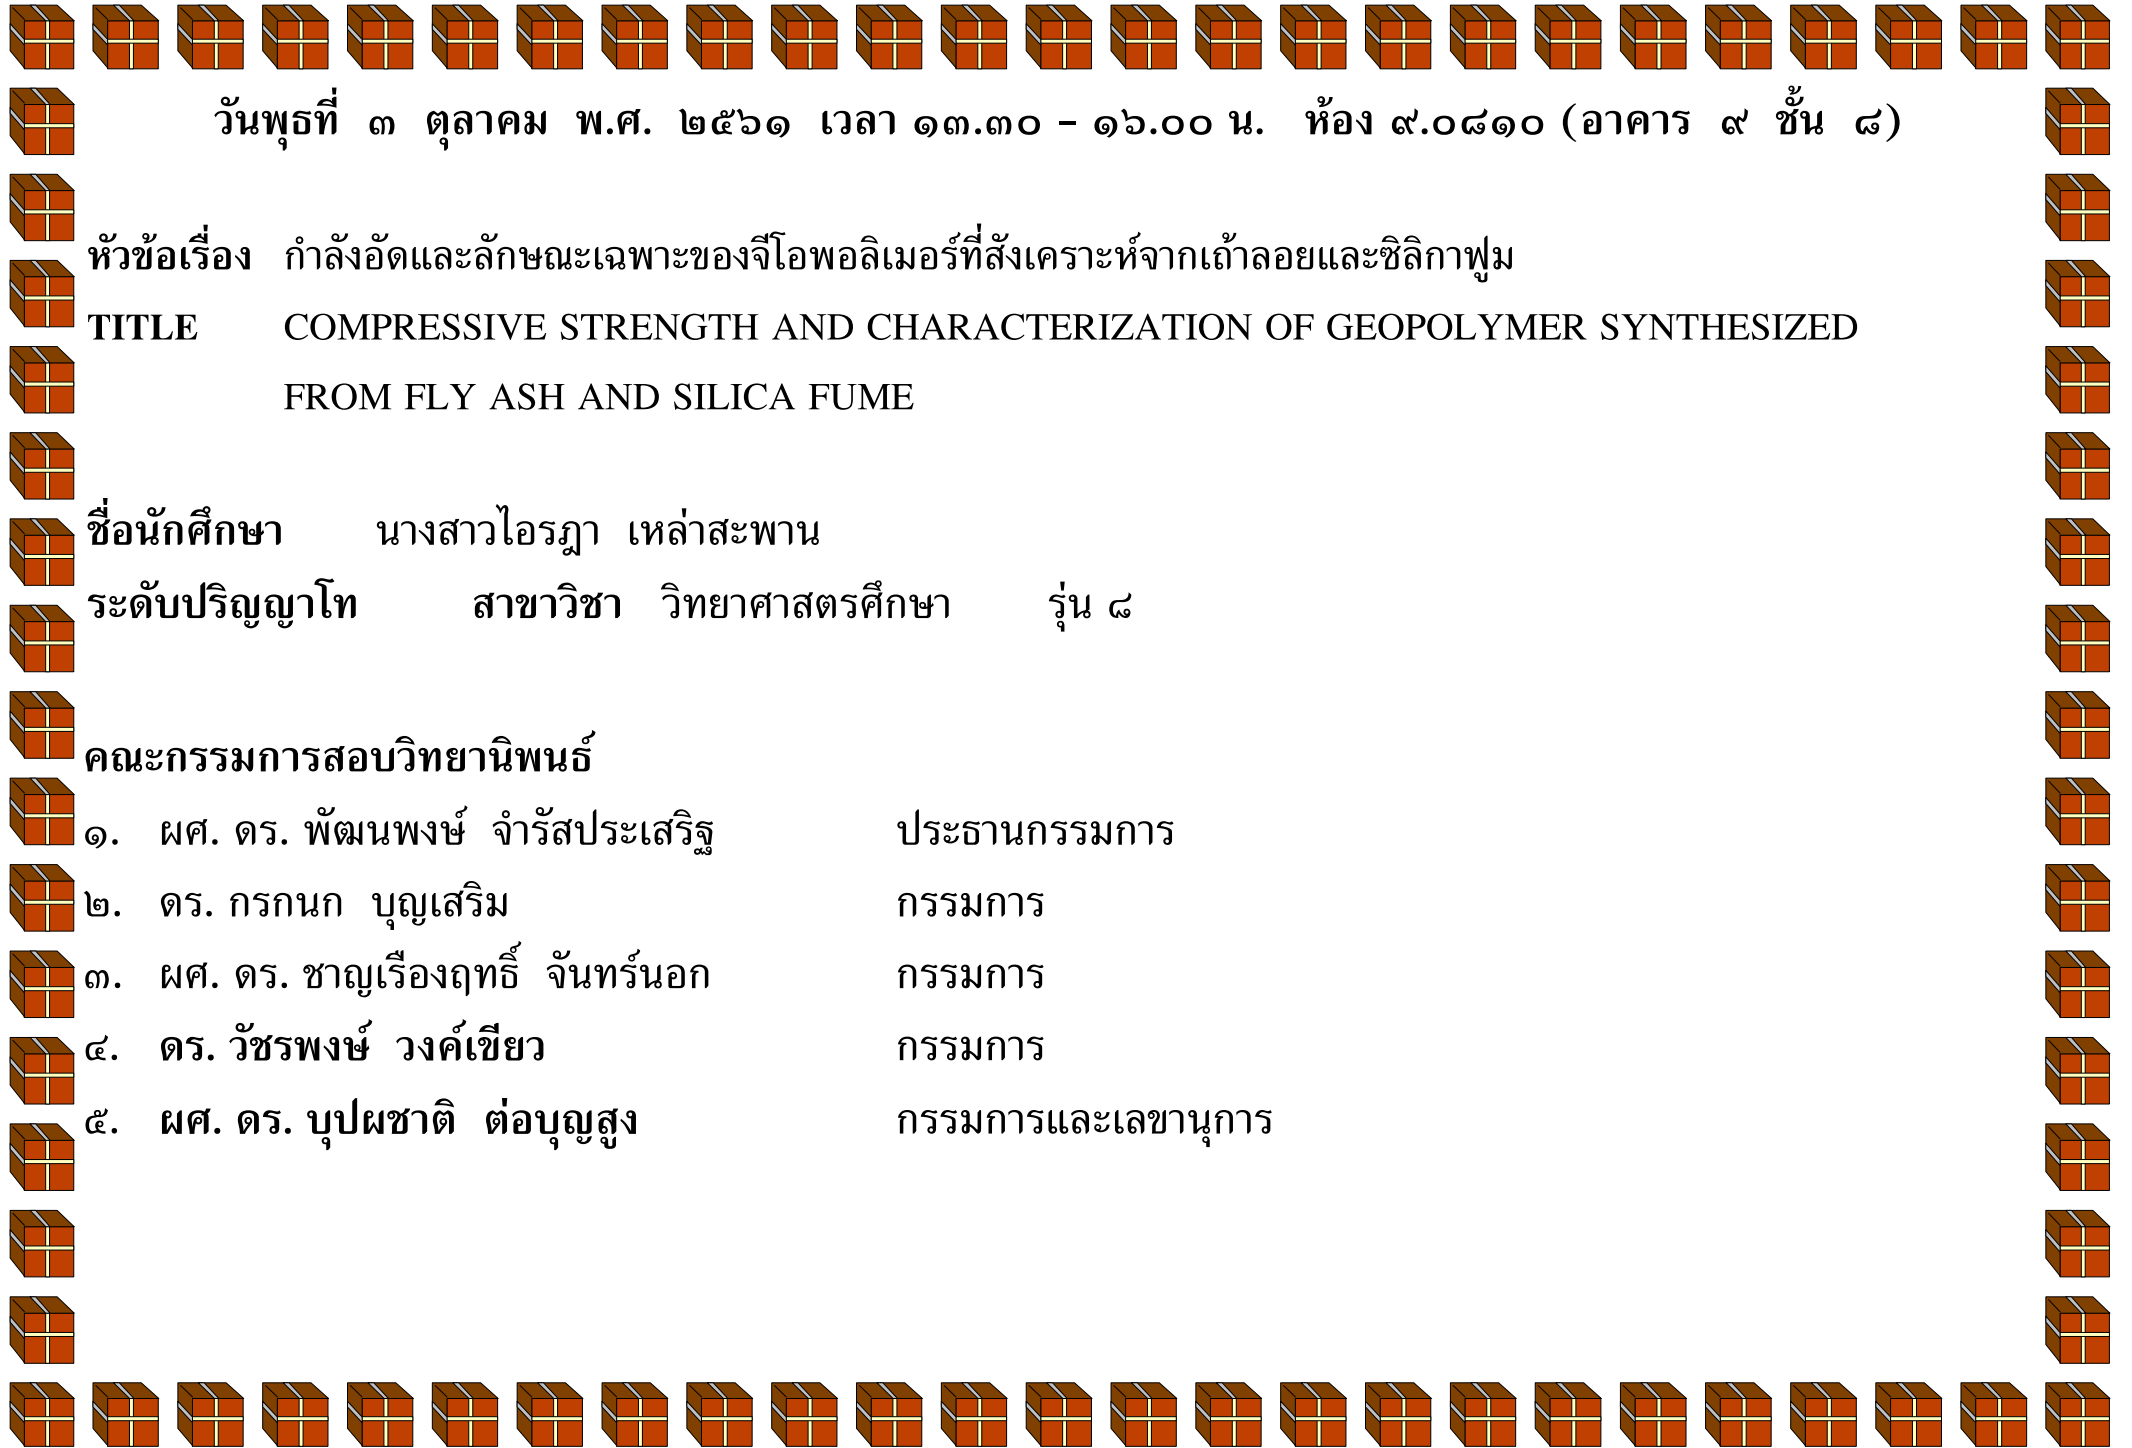 วันพุธที่ ๓ ตุลาคม พ.ศ. ๒๕๖๑ เวลา ๑๓.๓๐ – ๑๖.๐๐ น. ห้อง ๙.๐๘๑๐ (อาคาร ๙ ชั้น ๘)
หัวข้อเรื่อง กำลังอัดและลักษณะเฉพาะของจีโอพอลิเมอร์ที่สังเคราะห์จากเถ้าลอยและซิลิกาฟูม
TITLE COMPRESSIVE STRENGTH AND CHARACTERIZATION OF GEOPOLYMER SYNTHESIZED
FROM FLY ASH AND SILICA FUME
ชื่อนักศึกษา นางสาวไอรฎา เหล่าสะพาน
ระดับปริญญาโท สาขาวิชา วิทยาศาสตรศึกษา รุ่น ๘
คณะกรรมการสอบวิทยานิพนธ์
๑. ผศ. ดร. พัฒนพงษ์ จำรัสประเสริฐ ประธานกรรมการ
๒. ดร. กรกนก บุญเสริม กรรมการ
๓. ผศ. ดร. ชาญเรืองฤทธิ์ จันทร์นอก กรรมการ
๔. ดร. วัชรพงษ์ วงค์เขียว กรรมการ
๕. ผศ. ดร. บุปผชาติ ต่อบุญสูง กรรมการและเลขานุการ